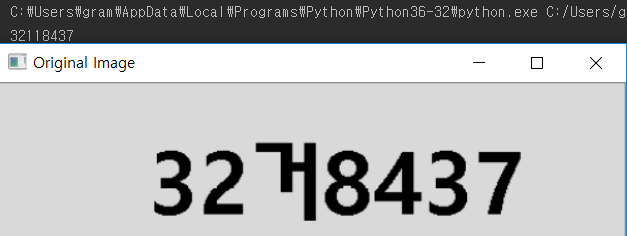 C:₩Users₩gram₩AppData₩Local₩Programs₩Python₩Python36-32₩python.exe C:/Users/g
32118437
Original Image
32거8437